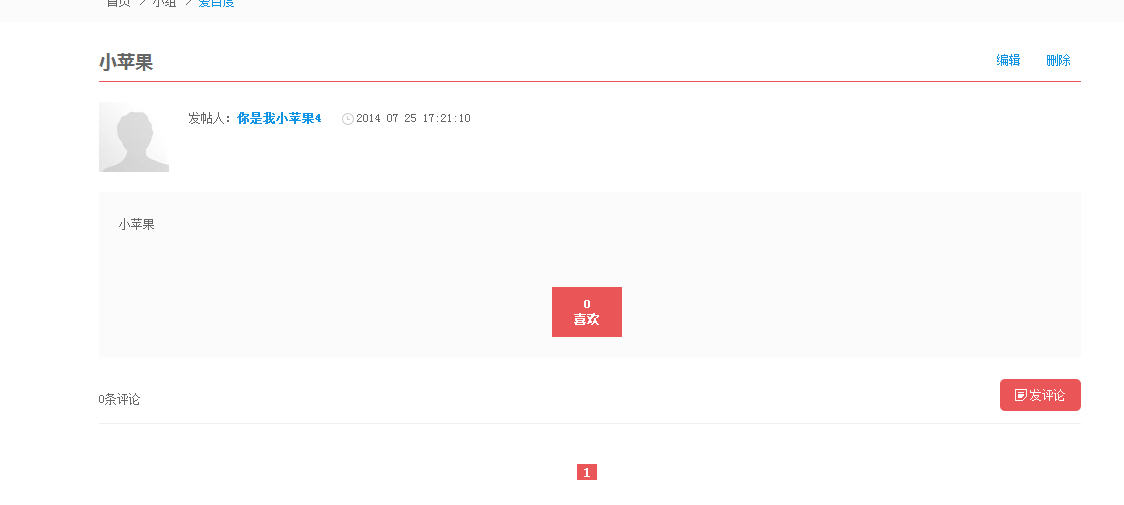 首页 > 小组 > 爱百度
小苹果
编辑 删除
发帖人：你是我小苹果4 2014 07 25 17:21:10
小苹果
0
喜欢
0条评论
发评论
1